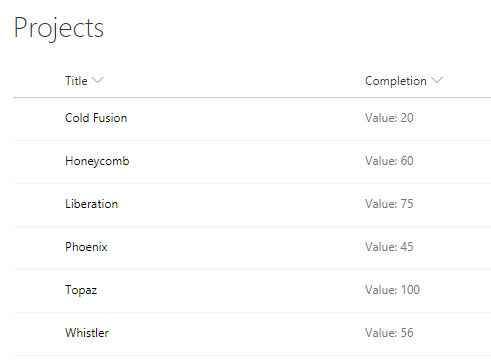 Projects
Title Completion
Cold Fusion Value: 20
Honeycomb Value: 60
Liberation Value: 75
Phoenix Value: 45
Topaz Value: 100
Whistler Value: 56